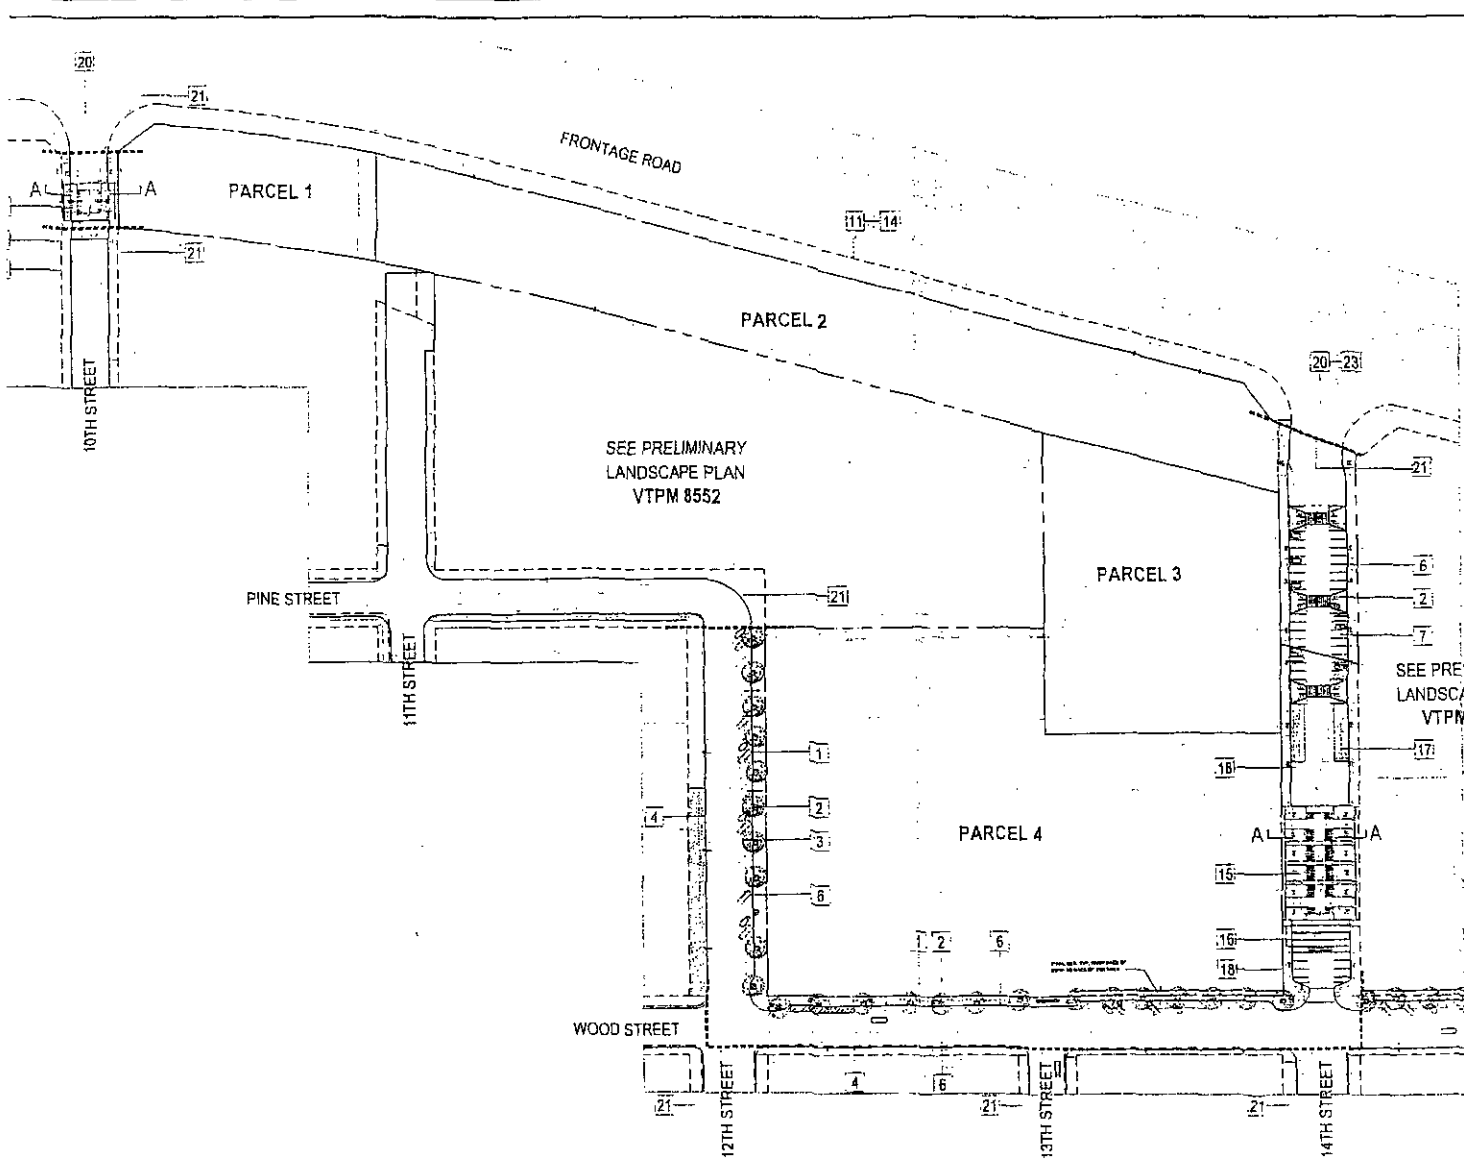 20
21
FRONTAGE ROAD
A
A
PARCEL 1
11
14
21
PARCEL 2
20
23
10TH STREET
SEE PRELIMINARY
LANDSCAPE PLAN
VTPM 8552
21
6
PARCEL 3
PINE STREET
21
2
7
11TH STREET
SEE PRE
LANDSCA
VTPM
1
17
18
2
4
3
PARCEL 4
A
A
15
6
1
2
6
16
18
WOOD STREET
4
6
21
12TH STREET
21
13TH STREET
21
14TH STREET